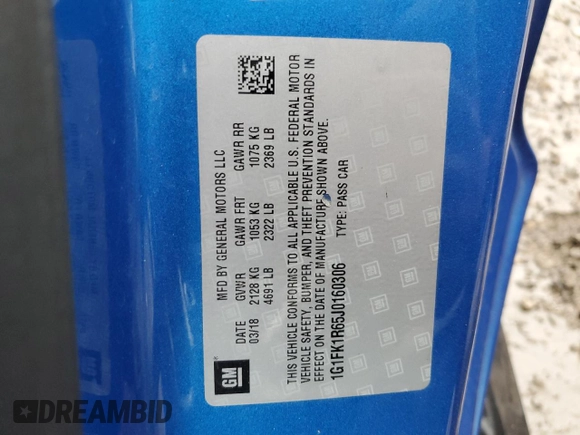 GM
MFD BY GENERAL MOTORS LLC
DATE GVWR GAWR FRT GAWR RR
03/18 2128 KG 1053 KG 1075 KG
4691 LB 2322 LB 2369 LB
THIS VEHICLE CONFORMS TO ALL APPLICABLE U.S. FEDERAL MOTOR
VEHICLE SAFETY, BUMPER, AND THEFT PREVENTION STANDARDS IN
EFFECT ON THE DATE OF MANUFACTURE SHOWN ABOVE.
1G1FK1R65J0160306 TYPE: PASS CAR
DREAMBID